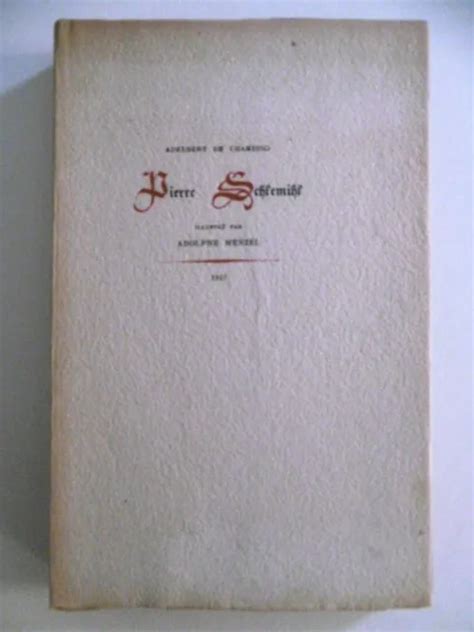 ADELBERT DE CHAMISSO
Pierre Schlemihl
ILLUSTRÉ PAR
ADOLPHE MENZEL